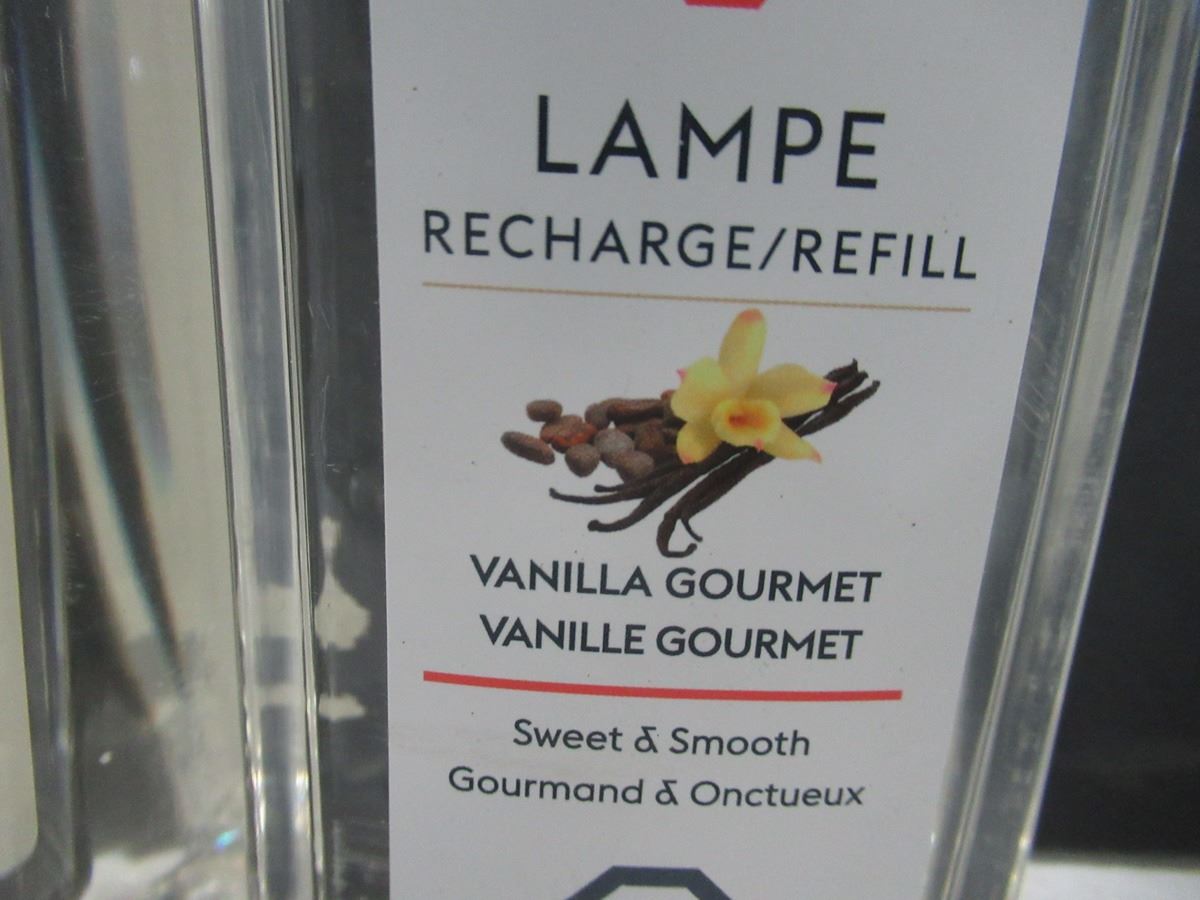 LAMPE
RECHARGE/REFILL
VANILLA GOURMET
VANILLE GOURMET
Sweet & Smooth
Gourmand & Onctueux